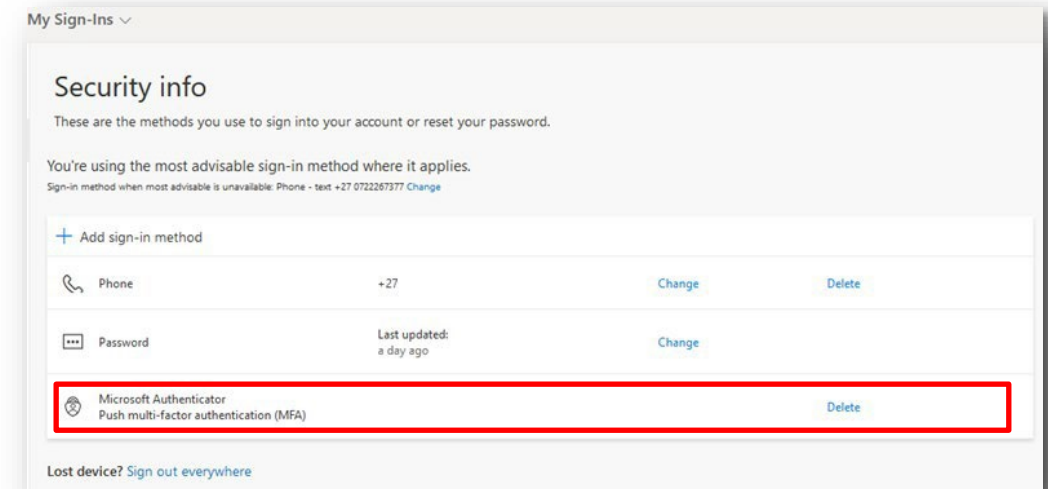 My Sign-Ins
Security info
These are the methods you use to sign into your account or reset your password.
You're using the most advisable sign-in method where it applies.
Sign-in method when most advisable is unavailable: Phone - text +27 0722267377 Change
+ Add sign-in method
Phone +27 Change Delete
Password Last updated: Change
a day ago
Microsoft Authenticator
Push multi-factor authentication (MFA) Delete
Lost device? Sign out everywhere